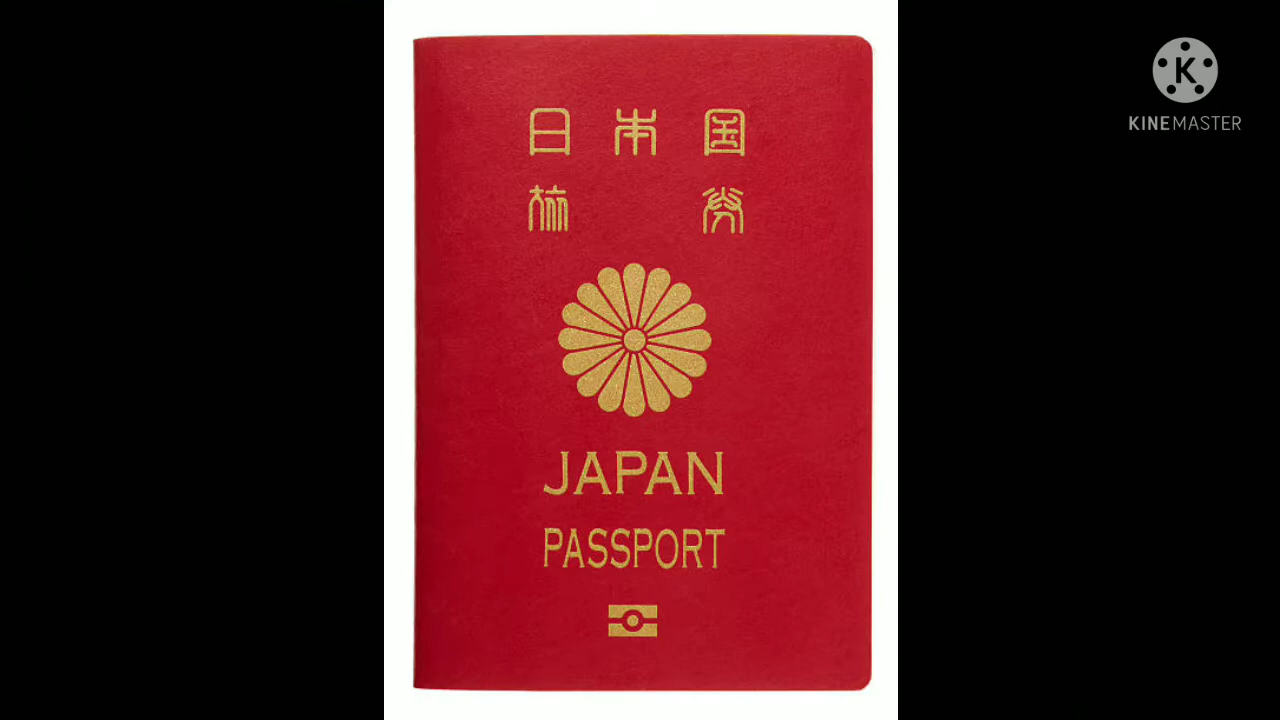 日本国
旅券
JAPAN
PASSPORT
K
KINEMASTER